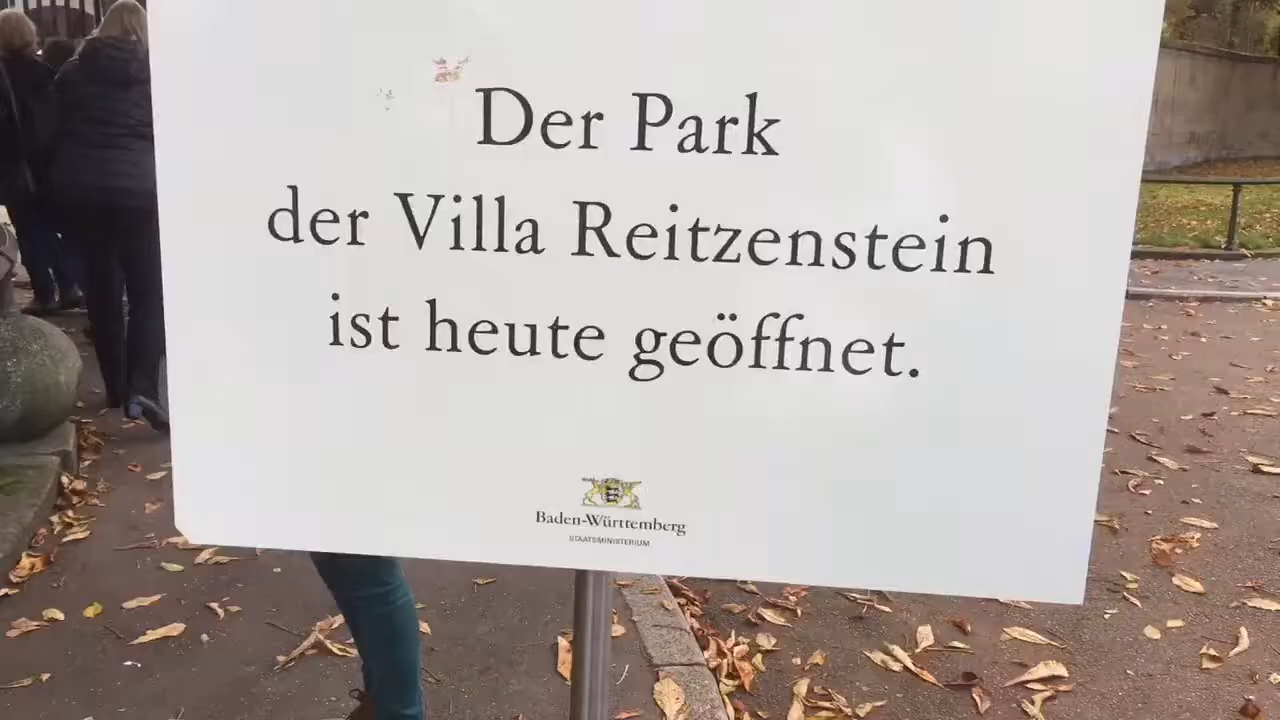 Der Park
der Villa Reitzenstein
ist heute geöffnet.
Baden-Württemberg
STAATSMINISTERIUM